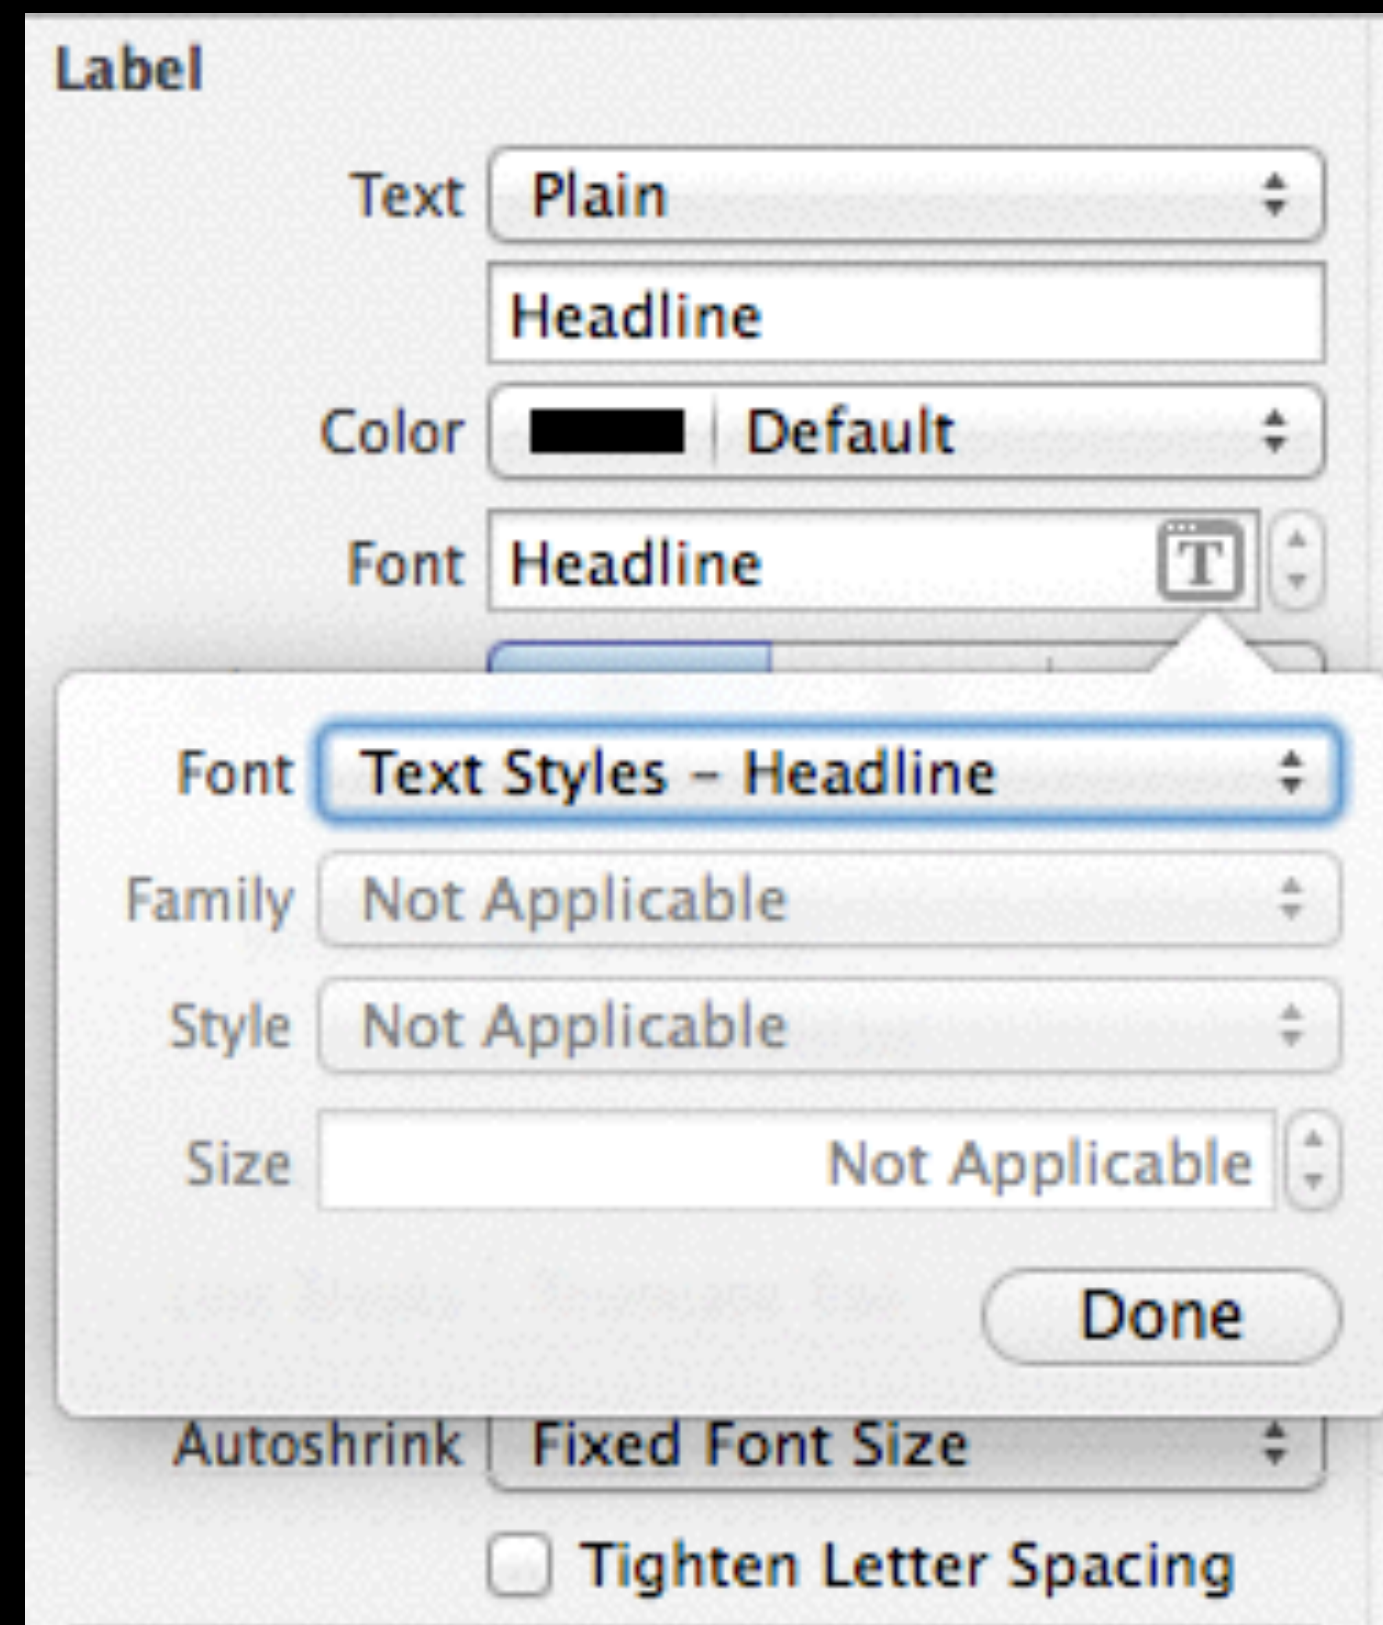 Label
Text Plain
Headline
Color Default
Font Headline T
Font Text Styles – Headline
Family Not Applicable
Style Not Applicable
Size Not Applicable
Done
Autoshrink Fixed Font Size
Tighten Letter Spacing